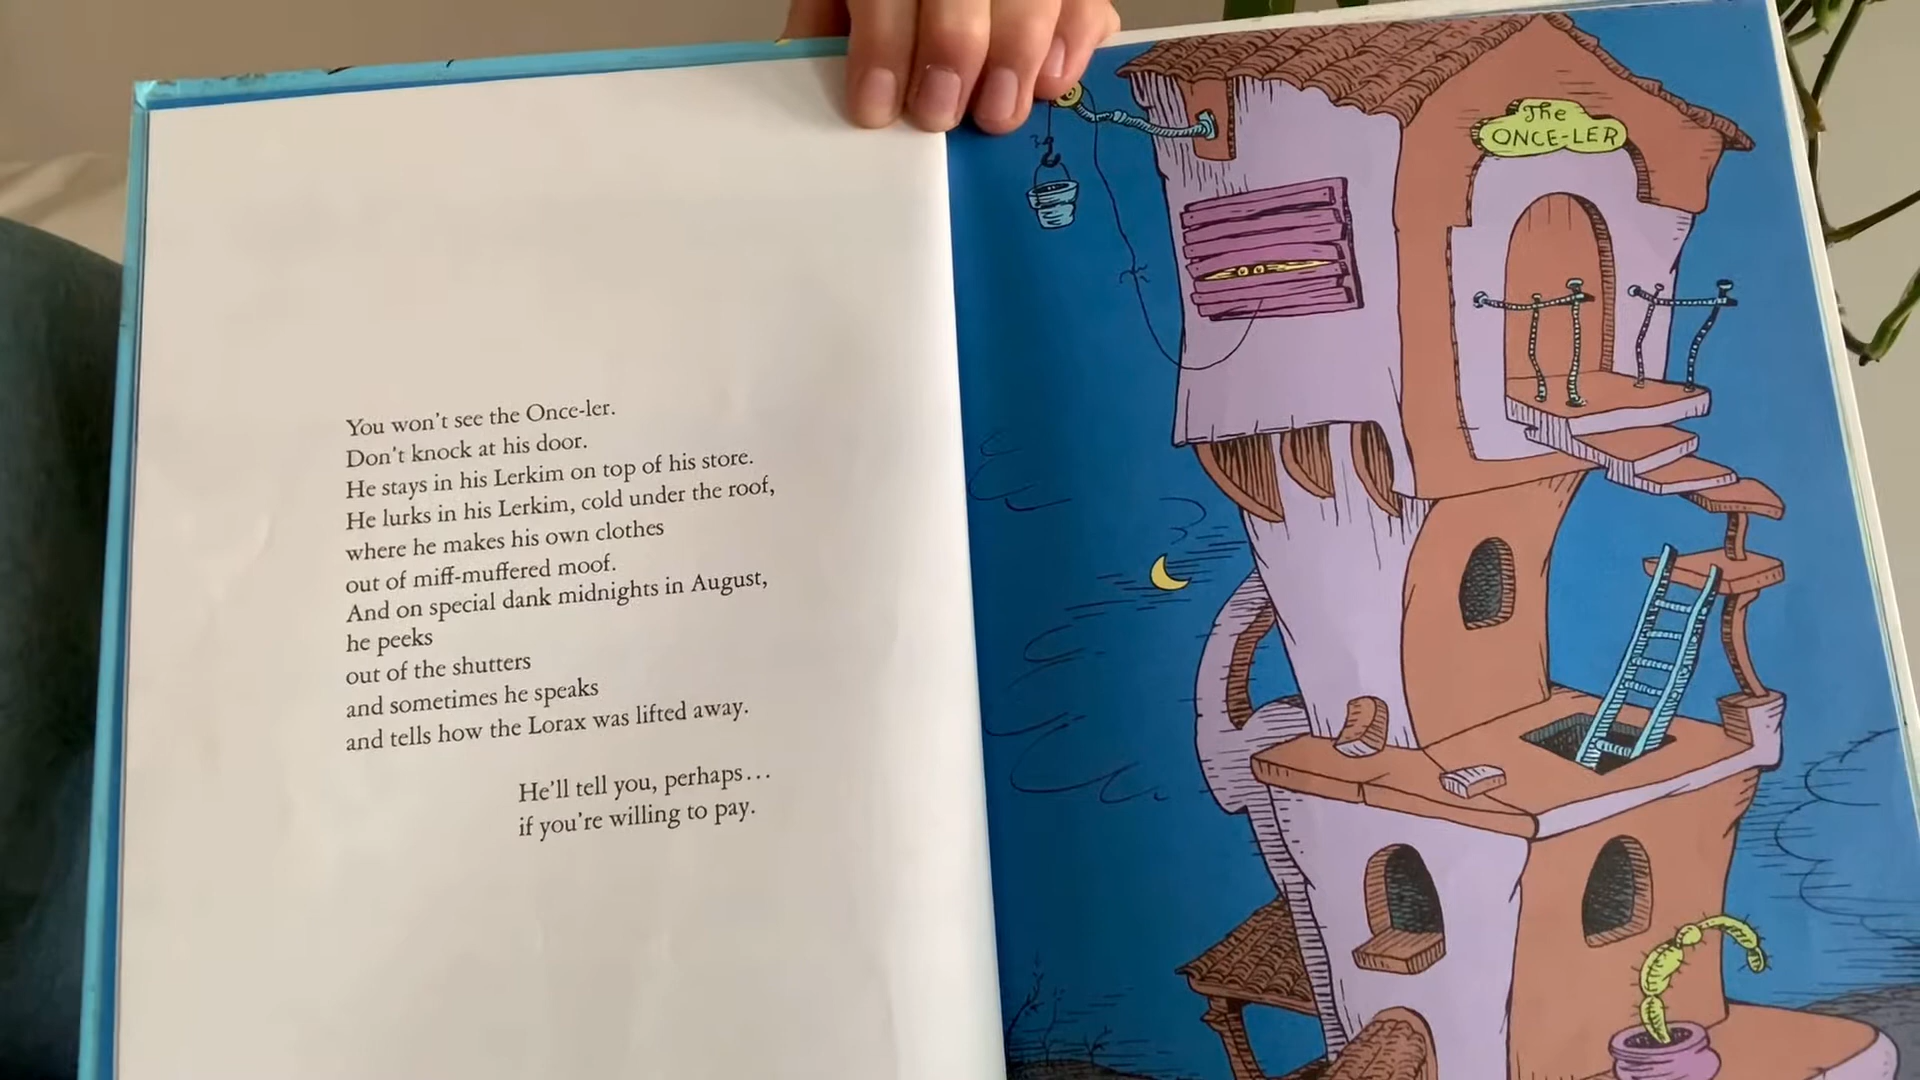 You won't see the Once-ler.
Don't knock at his door.
He stays in his Lerkim on top of his store.
He lurks in his Lerkim, cold under the roof,
where he makes his own clothes
out of miff-muffered moof.
And on special dank midnights in August,
he peeks
out of the shutters
and sometimes he speaks
and tells how the Lorax was lifted away.
He'll tell you, perhaps...
if you're willing to pay.
The
ONCE-LER